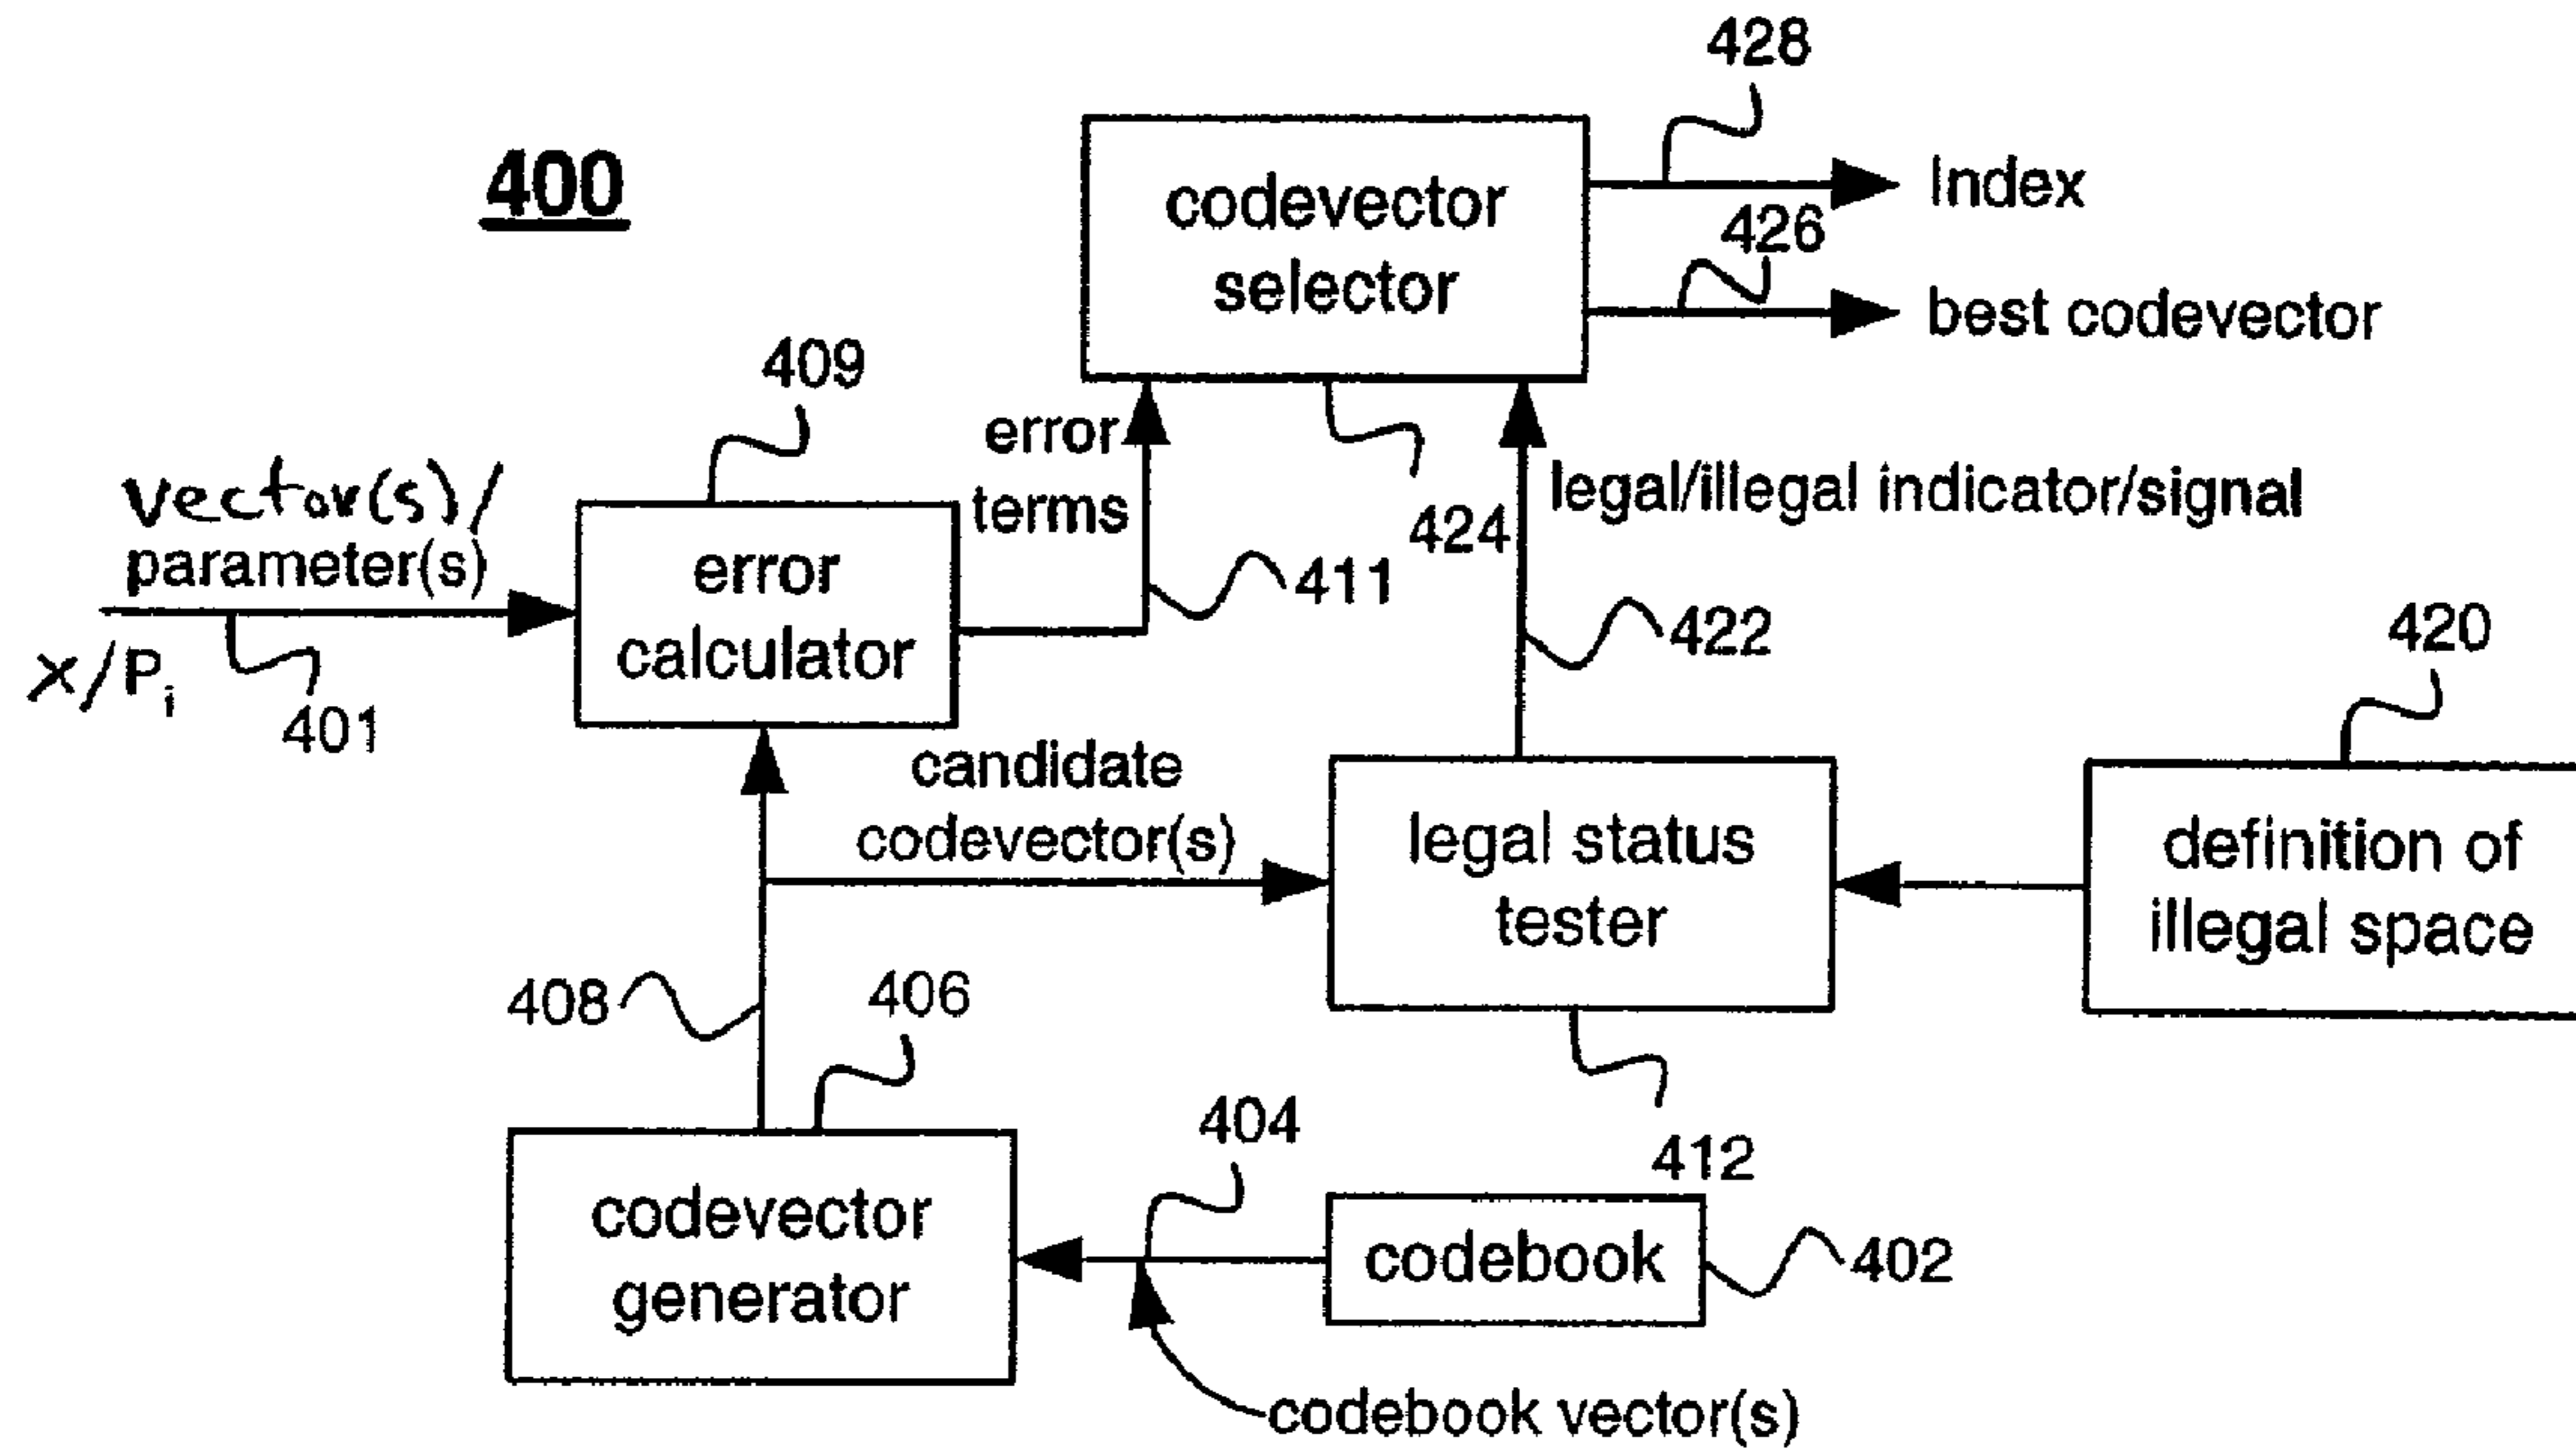 428
400
codevector
selector
Index
426
best codevector
409
error
terms
424
legal/illegal indicator/signal
vector(s)/
parameter(s)
X/Pi
401
error
calculator
411
422
420
candidate
codevector(s)
legal status
tester
definition of
illegal space
408
406
412
404
codevector
generator
codebook
402
codebook vector(s)